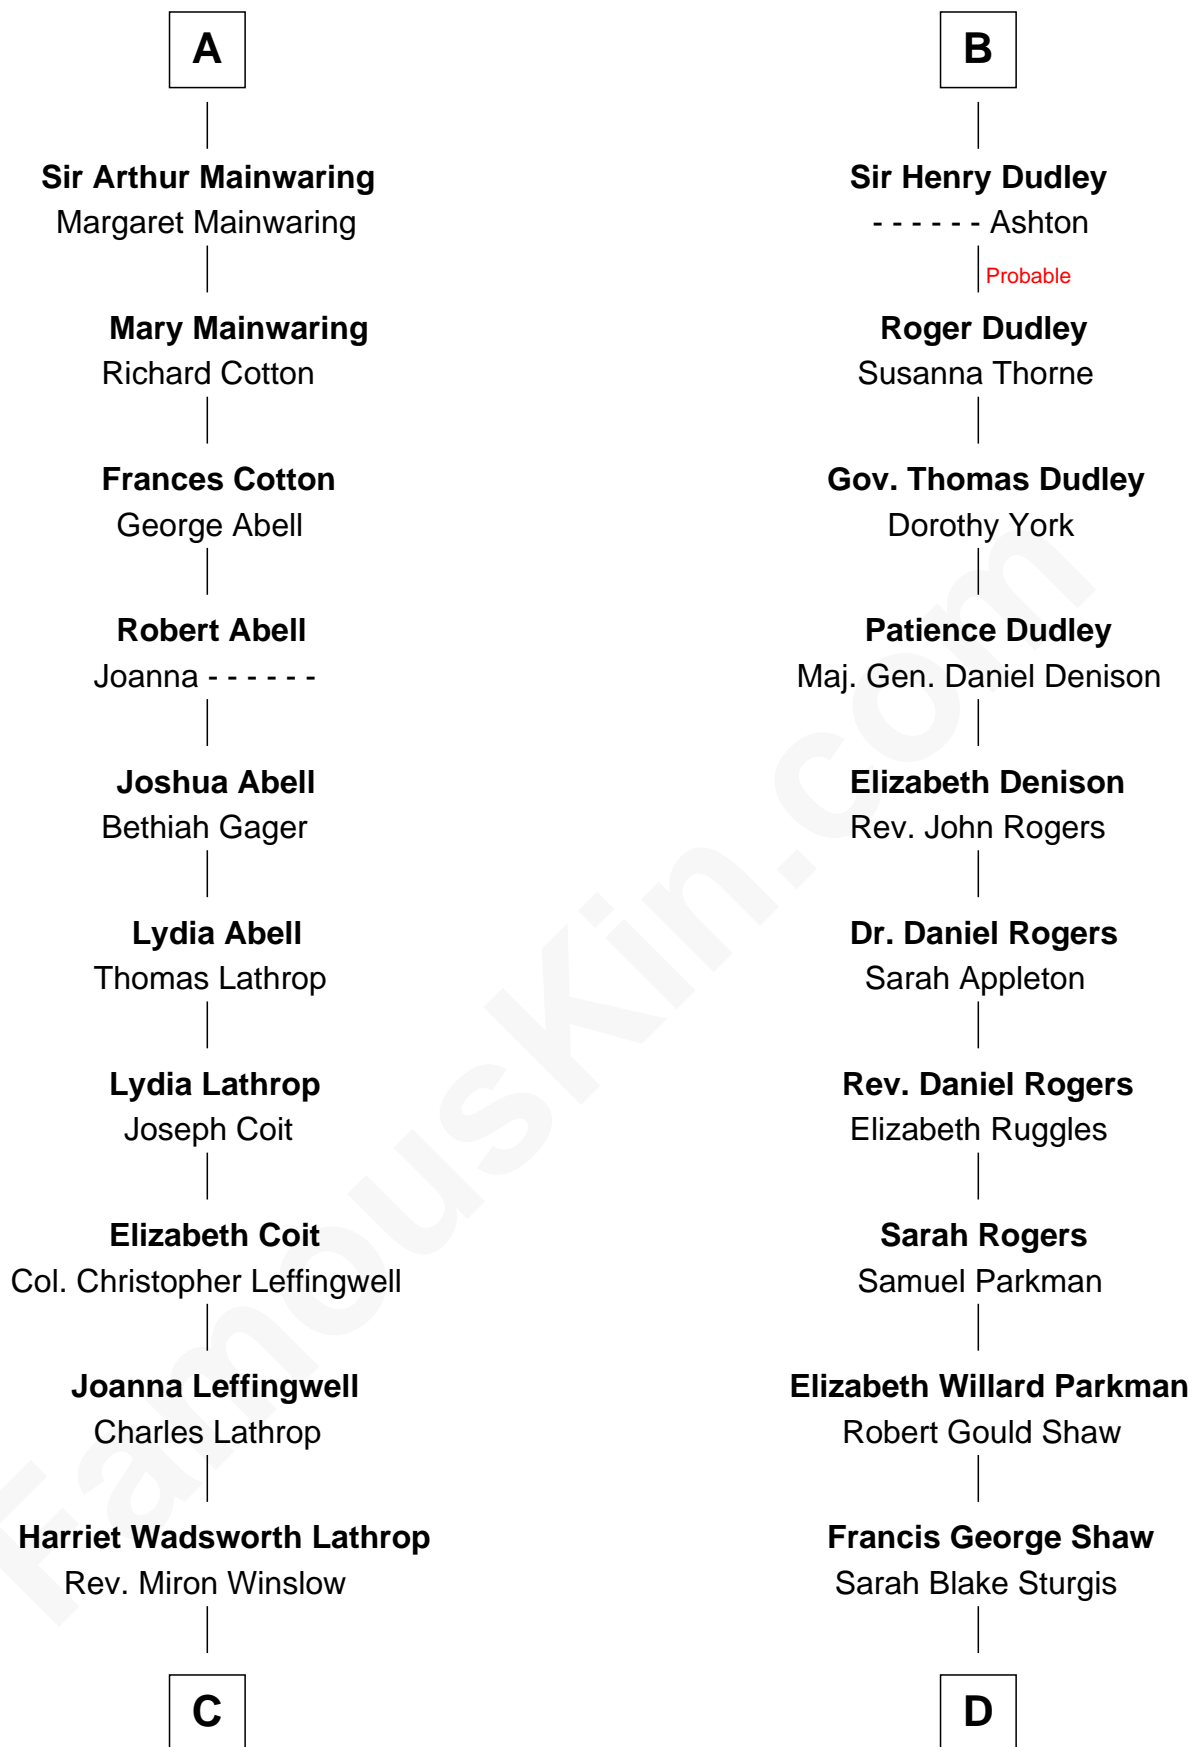 A
Sir Arthur Mainwaring
Margaret Mainwaring
Mary Mainwaring
Richard Cotton
Frances Cotton
George Abell
Robert Abell
Joanna - - - - - -
Joshua Abell
Bethiah Gager
Lydia Abell
Thomas Lathrop
Lydia Lathrop
Joseph Coit
Elizabeth Coit
Col. Christopher Leffingwell
Joanna Leffingwell
Charles Lathrop
Harriet Wadsworth Lathrop
Rev. Miron Winslow
C
B
Sir Henry Dudley
- - - - - - Ashton
Probable
Roger Dudley
Susanna Thorne
Gov. Thomas Dudley
Dorothy York
Patience Dudley
Maj. Gen. Daniel Denison
Elizabeth Denison
Rev. John Rogers
Dr. Daniel Rogers
Sarah Appleton
Rev. Daniel Rogers
Elizabeth Ruggles
Sarah Rogers
Samuel Parkman
Elizabeth Willard Parkman
Robert Gould Shaw
Francis George Shaw
Sarah Blake Sturgis
D
FamousKin.com